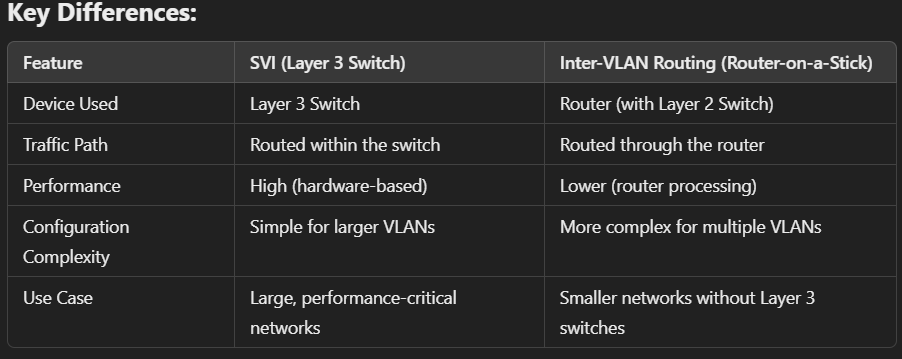 Key Differences:
Feature SVI (Layer 3 Switch) Inter-VLAN Routing (Router-on-a-Stick)
Device Used Layer 3 Switch Router (with Layer 2 Switch)
Traffic Path Routed within the switch Routed through the router
Performance High (hardware-based) Lower (router processing)
Configuration Simple for larger VLANs More complex for multiple VLANs
Complexity
Use Case Large, performance-critical Smaller networks without Layer 3
networks switches